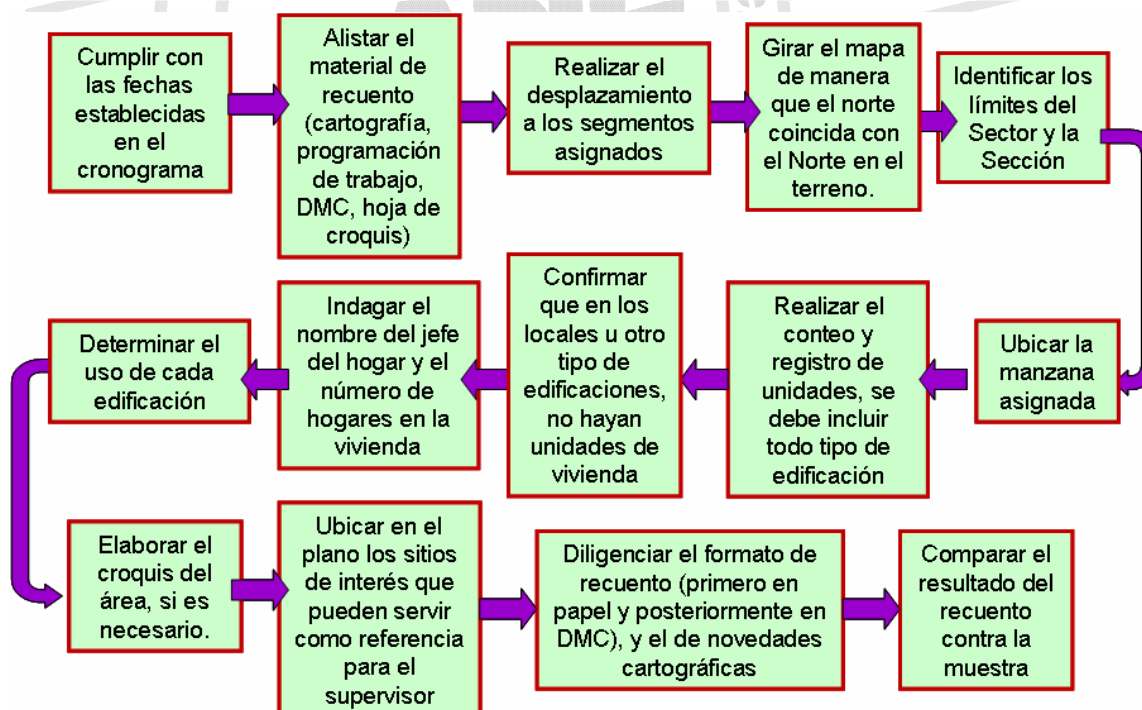 Cumplir con
las fechas
establecidas
en el
cronograma
Alistar el
material de
recuento
(cartografía,
programación
de trabajo,
DMC, hoja de
croquis)
Realizar el
desplazamiento
a los segmentos
asignados
Girar el mapa
de manera
que el norte
coincida con
el Norte en el
terreno.
Identificar los
límites del
Sector y la
Sección
Ubicar la
manzana
asignada
Realizar el
conteo y
registro de
unidades, se
debe incluir
todo tipo de
edificación
Confirmar
que en los
locales u otro
tipo de
edificaciones,
no hayan
unidades de
vivienda
Indagar el
nombre del jefe
del hogar y el
número de
hogares en la
vivienda
Determinar el
uso de cada
edificación
Elaborar el
croquis del
área, si es
necesario.
Ubicar en el
plano los sitios
de interés que
pueden servir
como referencia
para el
supervisor
Diligenciar el formato de
recuento (primero en
papel y posteriormente en
DMC), y el de novedades
cartográficas
Comparar el
resultado del
recuento
contra la
muestra